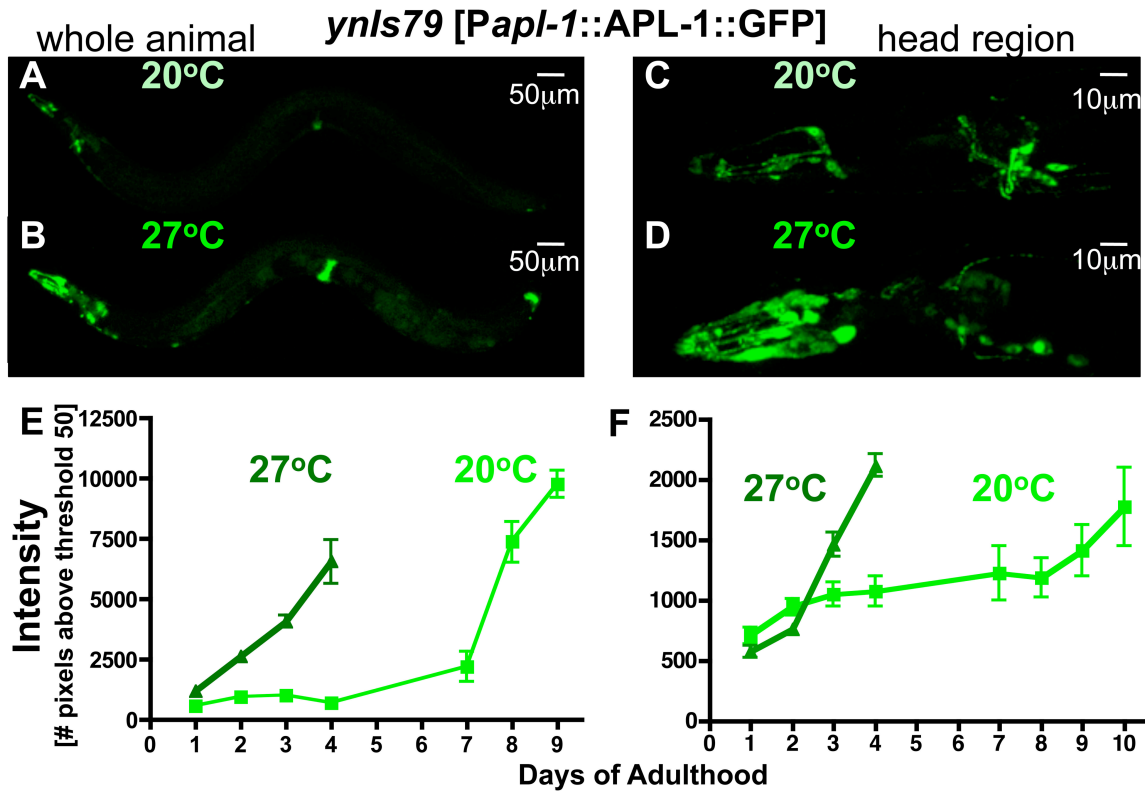 ynIs79 [Papl-1::APL-1::GFP]
whole animal
head region
A
20°C
50µm
B
27°C
50µm
C
20°C
10µm
D
27°C
10µm
E
Intensity
[# pixels above threshold 50]
12500
10000
7500
5000
2500
0
27°C
20°C
0 1 2 3 4 5 6 7 8 9
F
2500
2000
1500
1000
500
0
27°C
20°C
0 1 2 3 4 5 6 7 8 9 10
Days of Adulthood